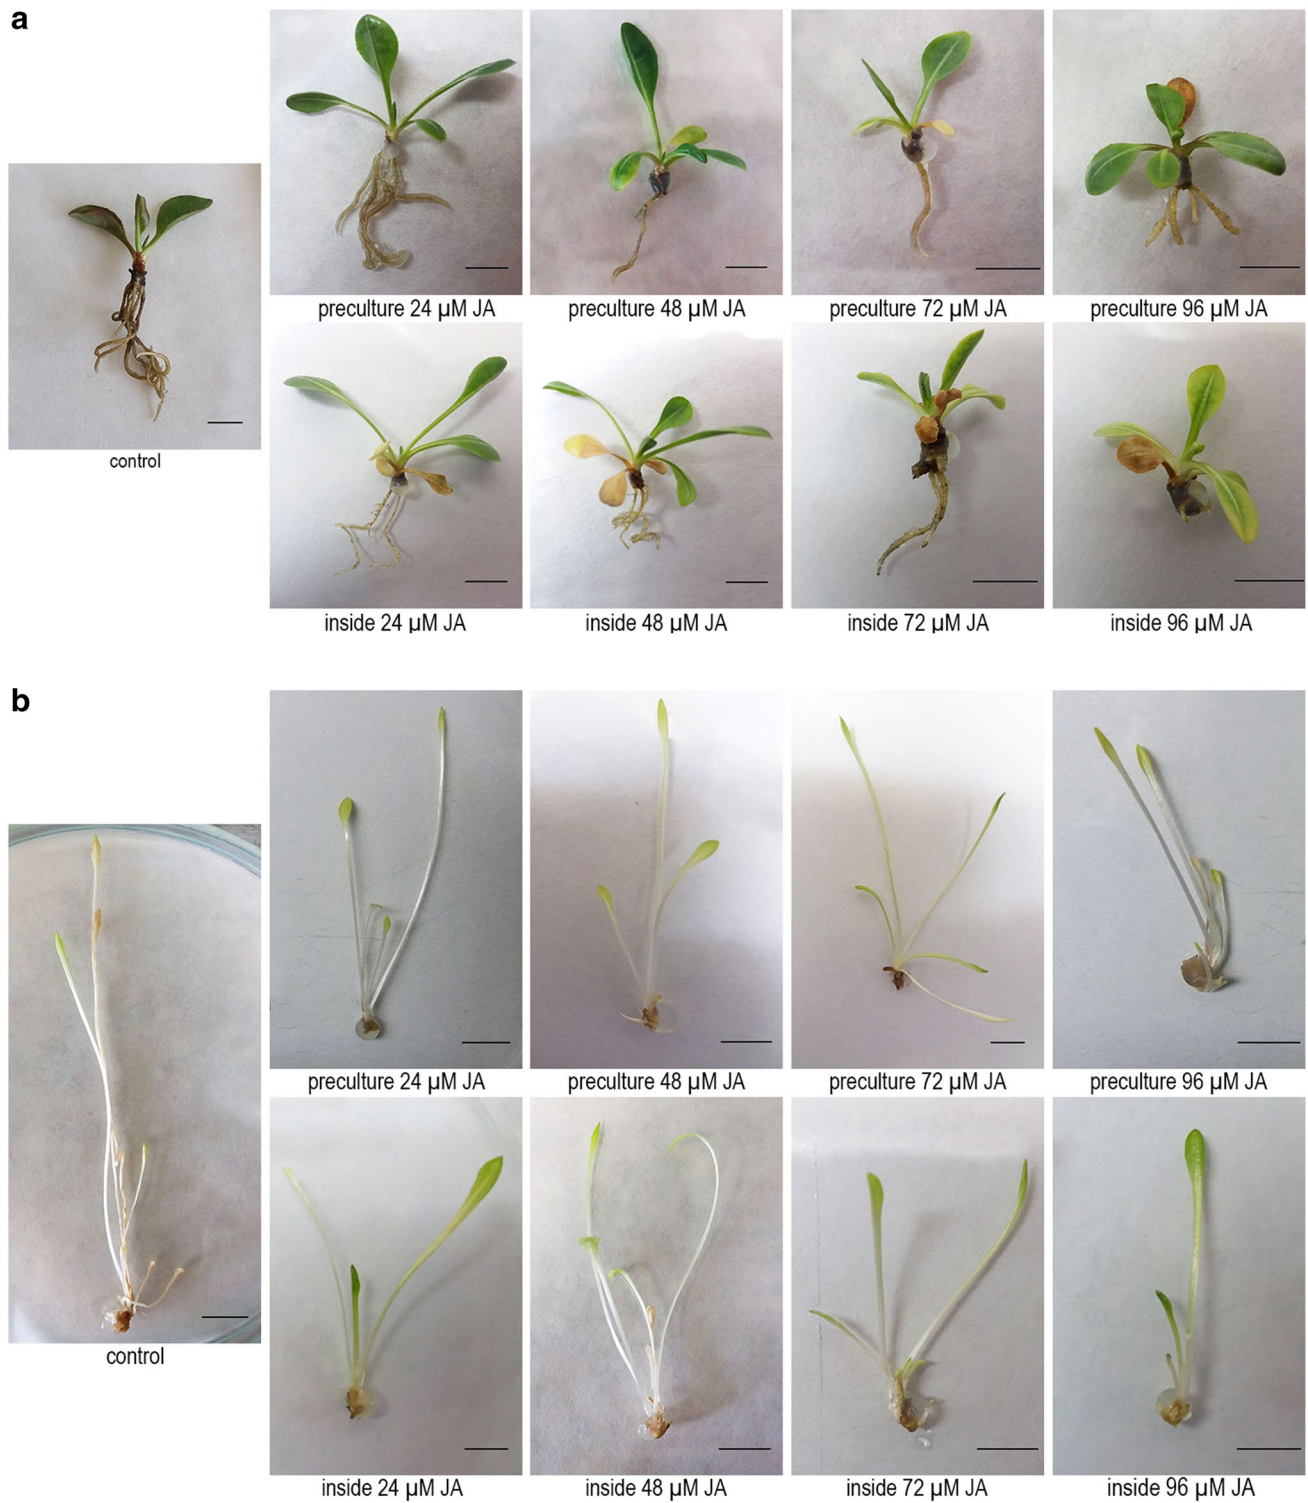 a
preculture 24 µM JA
preculture 48 µM JA
preculture 72 µM JA
preculture 96 µM JA
control
inside 24 µM JA
inside 48 µM JA
inside 72 µM JA
inside 96 µM JA
b
preculture 24 µM JA
preculture 48 µM JA
preculture 72 µM JA
preculture 96 µM JA
control
inside 24 µM JA
inside 48 µM JA
inside 72 µM JA
inside 96 µM JA